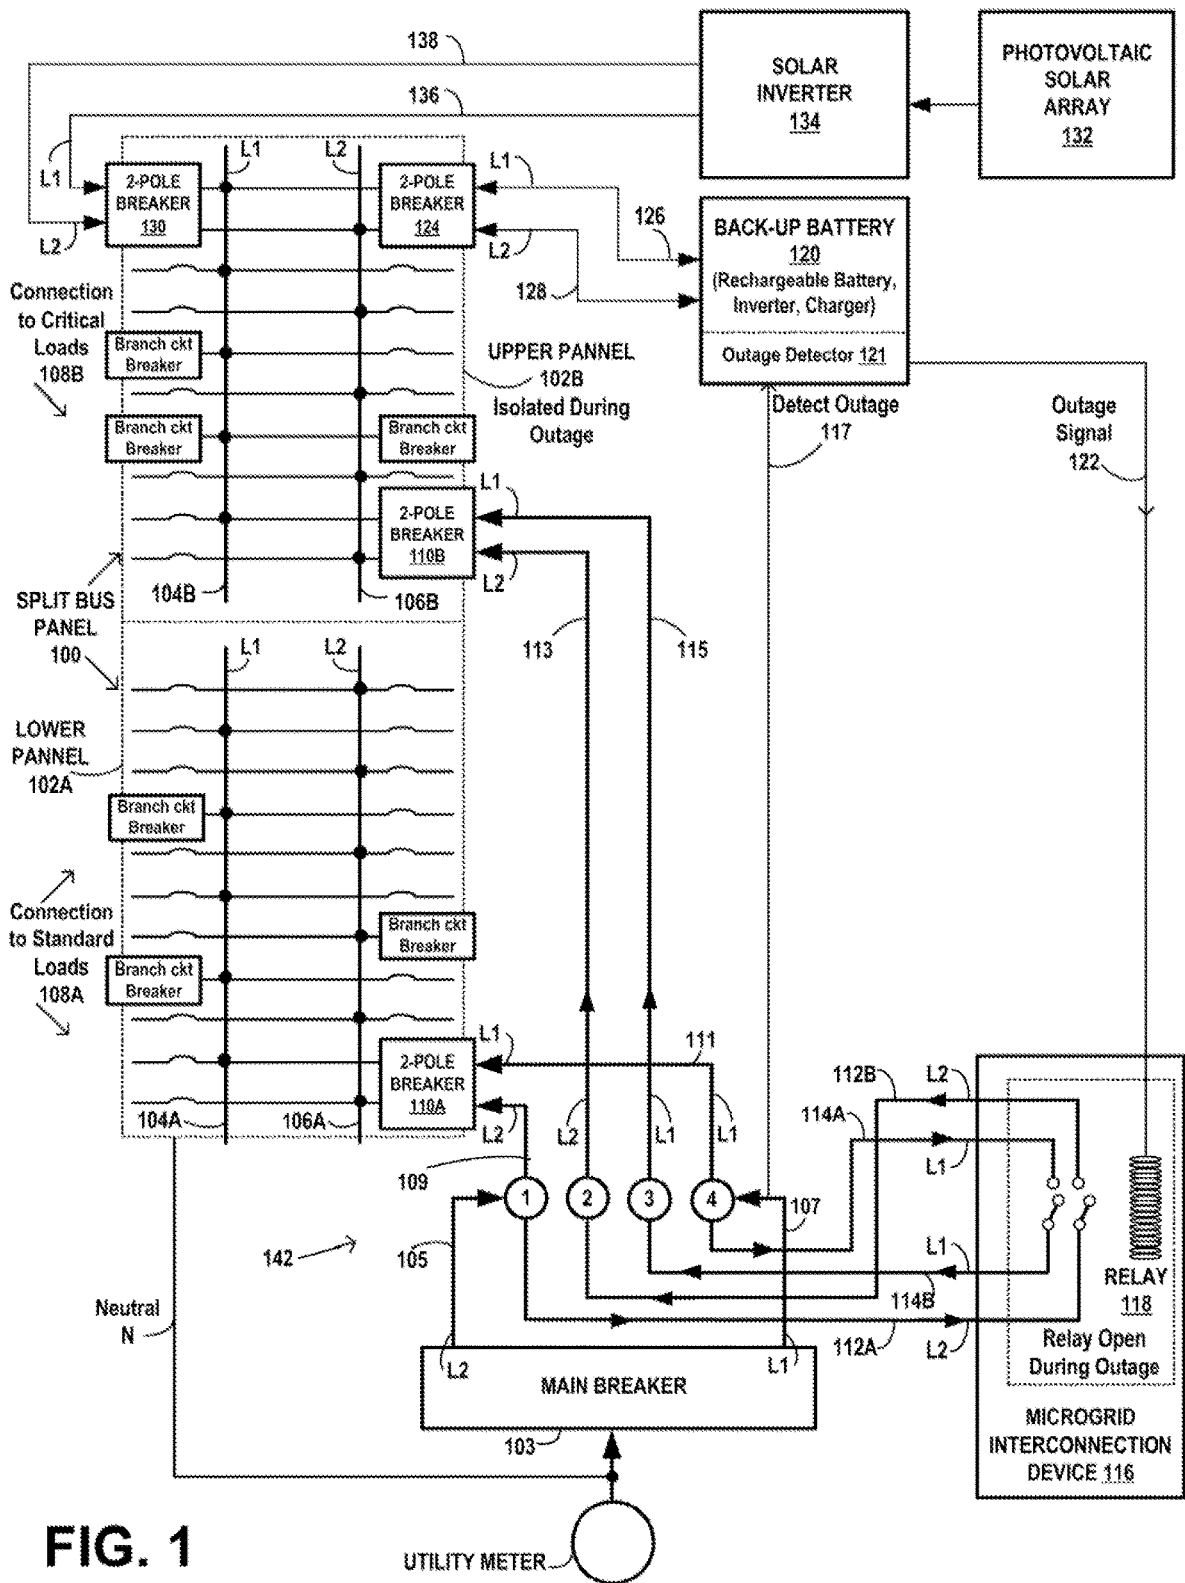 138
136
SOLAR
INVERTER
134
PHOTOVOLTAIC
SOLAR
ARRAY
132
L1
L2
L1
L2
2-POLE
BREAKER
130
2-POLE
BREAKER
124
L1
L2
126
128
BACK-UP BATTERY
120
(Rechargeable Battery,
Inverter, Charger)
Outage Detector 121
Connection
to Critical
Loads
108B
Branch ckt
Breaker
Branch ckt
Breaker
Branch ckt
Breaker
UPPER PANNEL
102B
Isolated During
Outage
Detect Outage
117
Outage
Signal
122
2-POLE
BREAKER
110B
L1
L2
104B
106B
SPLIT BUS
PANEL
100
113
115
L1
L2
LOWER
PANNEL
102A
Branch ckt
Breaker
Connection
to Standard
Loads
108A
Branch ckt
Breaker
Branch ckt
Breaker
2-POLE
BREAKER
110A
L1
L2
111
104A
106A
109
L2
L1
L1
1
2
3
4
107
105
142
112B
L2
114A
L1
L1
114B
112A
L2
RELAY
118
Relay Open
During Outage
MICROGRID
INTERCONNECTION
DEVICE 116
Neutral
N
L2
L1
MAIN BREAKER
103
UTILITY METER
FIG. 1